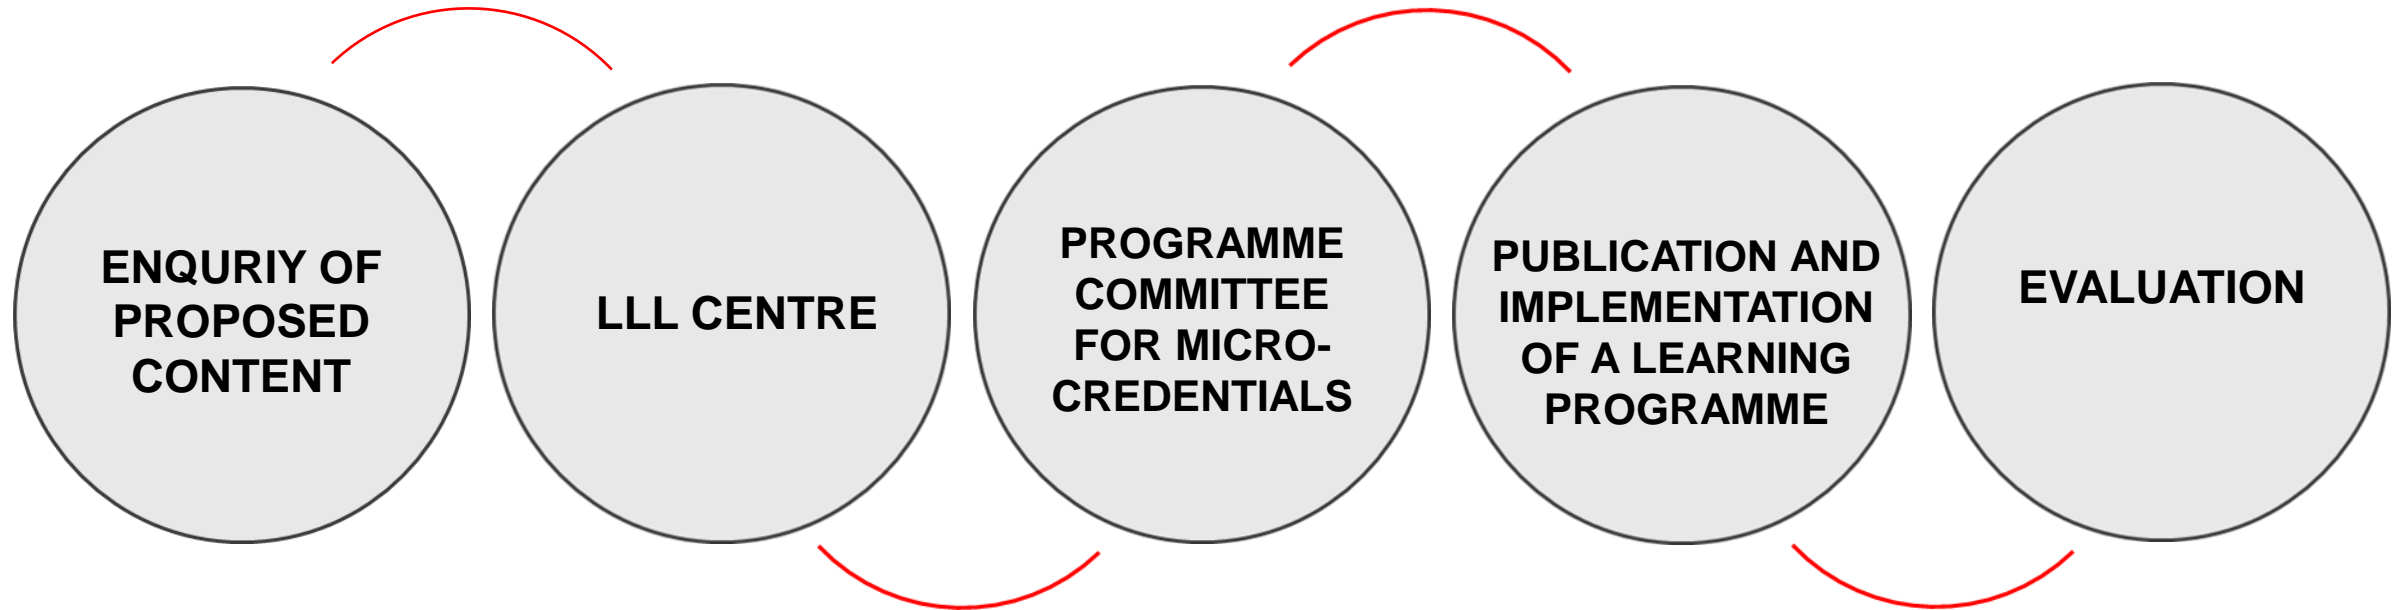 ENQURIY OF
PROPOSED
CONTENT
LLL CENTRE
PROGRAMME
COMMITTEE
FOR MICRO-
CREDENTIALS
PUBLICATION AND
IMPLEMENTATION
OF A LEARNING
PROGRAMME
EVALUATION